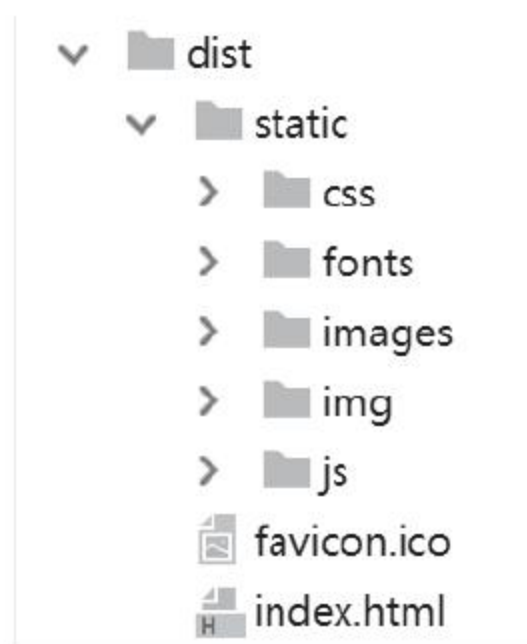 dist
static
css
fonts
images
img
js
favicon.ico
H
index.html